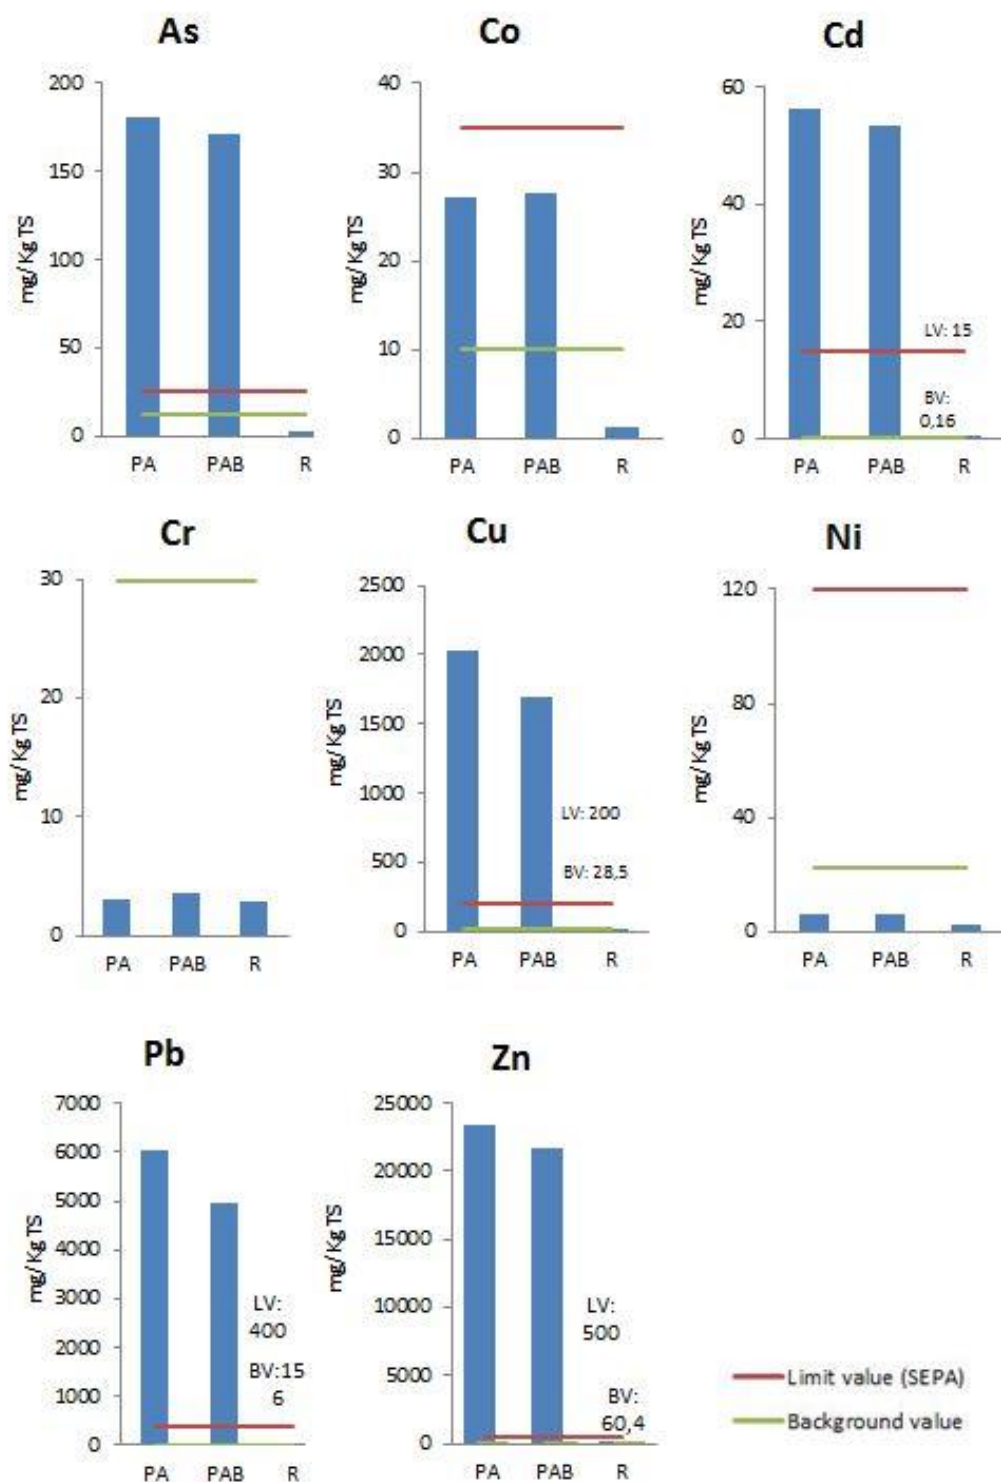 As
Co
Cd
200
150
100
50
0
mg/Kg TS
PA PAB R
40
30
20
10
0
mg/Kg TS
PA PAB R
60
40
20
0
mg/Kg TS
LV: 15
BV:
0,16
PA PAB R
Cr
Cu
Ni
30
20
10
0
mg/Kg TS
PA PAB R
2500
2000
1500
1000
500
0
mg/Kg TS
LV: 200
BV: 28,5
PA PAB R
120
80
40
0
mg/Kg TS
PA PAB R
Pb
Zn
7000
6000
5000
4000
3000
2000
1000
0
mg/Kg TS
LV:
400
BV:15
6
PA PAB R
25000
20000
15000
10000
5000
0
mg/Kg TS
LV:
500
BV:
60,4
PA PAB R
Limit value (SEPA)
Background value